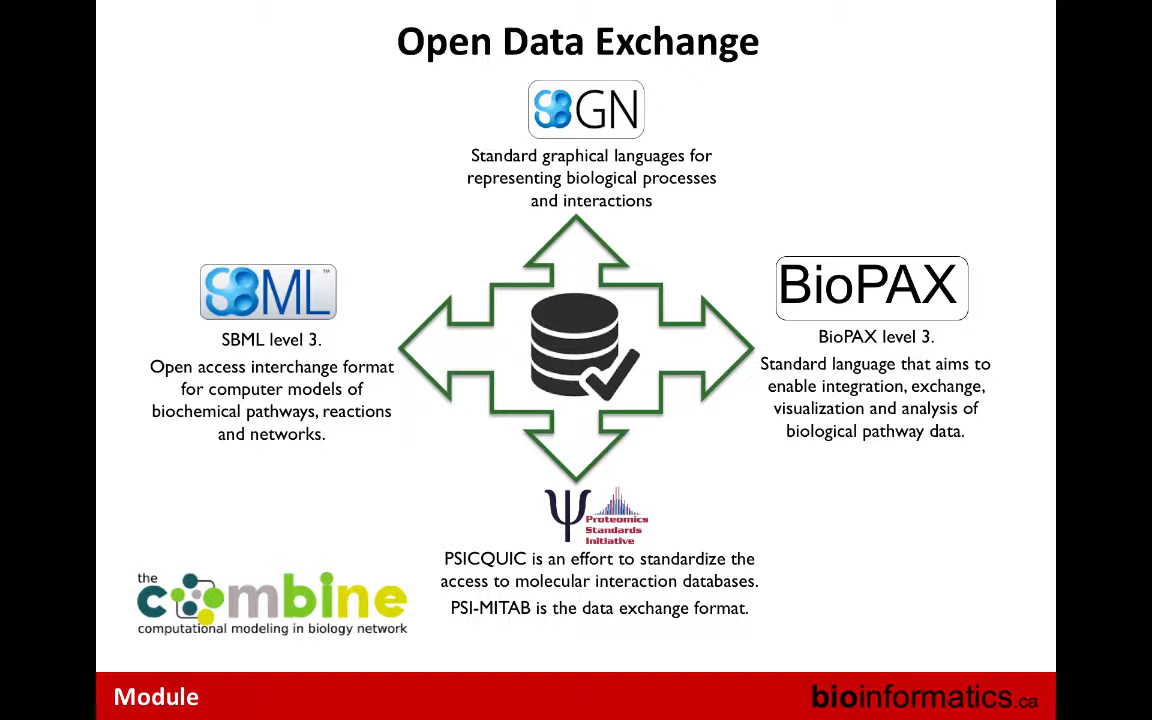 Open Data Exchange
SBGN
Standard graphical languages for
representing biological processes
and interactions
SBML™
SBML level 3.
Open access interchange format
for computer models of
biochemical pathways, reactions
and networks.
BioPAX
BioPAX level 3.
Standard language that aims to
enable integration, exchange,
visualization and analysis of
biological pathway data.
Ψ
Proteomics
Standards
Initiative
PSICQUIC is an effort to standardize the
access to molecular interaction databases.
PSI-MITAB is the data exchange format.
the
combine
computational modeling in biology network
Module
bioinformatics.ca